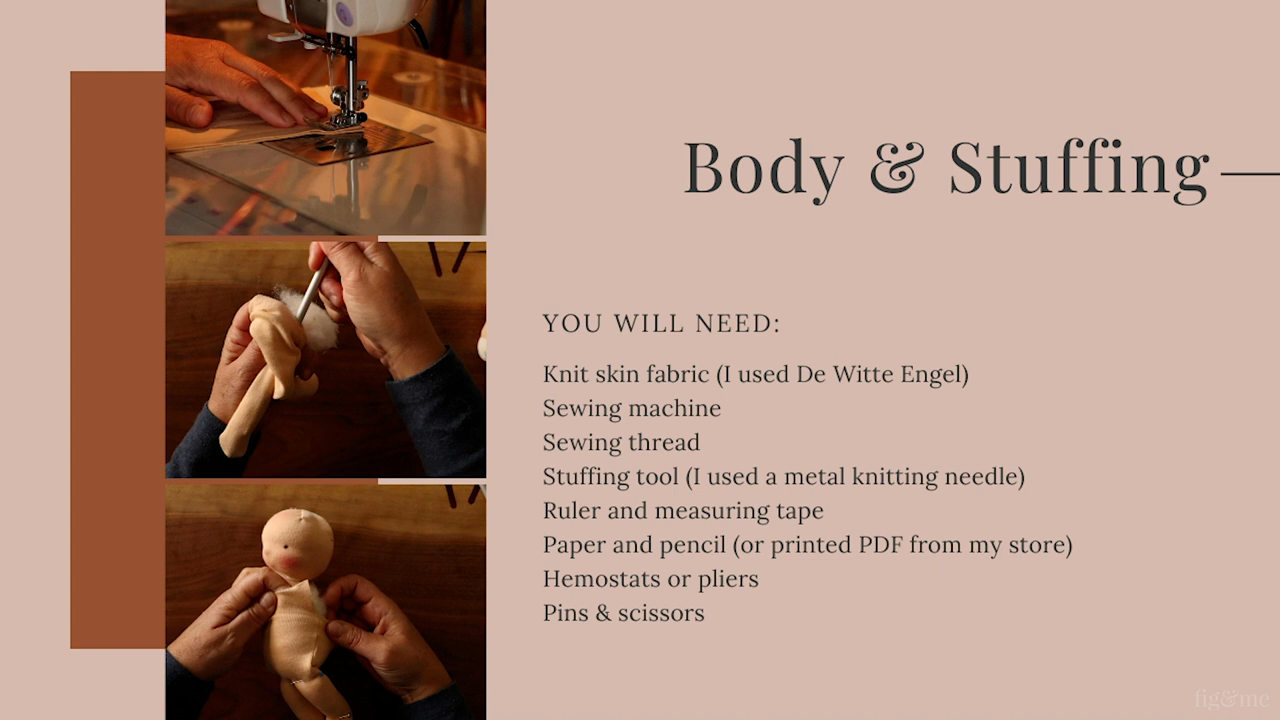 Body & Stuffing
YOU WILL NEED:
Knit skin fabric (I used De Witte Engel)
Sewing machine
Sewing thread
Stuffing tool (I used a metal knitting needle)
Ruler and measuring tape
Paper and pencil (or printed PDF from my store)
Hemostats or pliers
Pins & scissors
fig&me